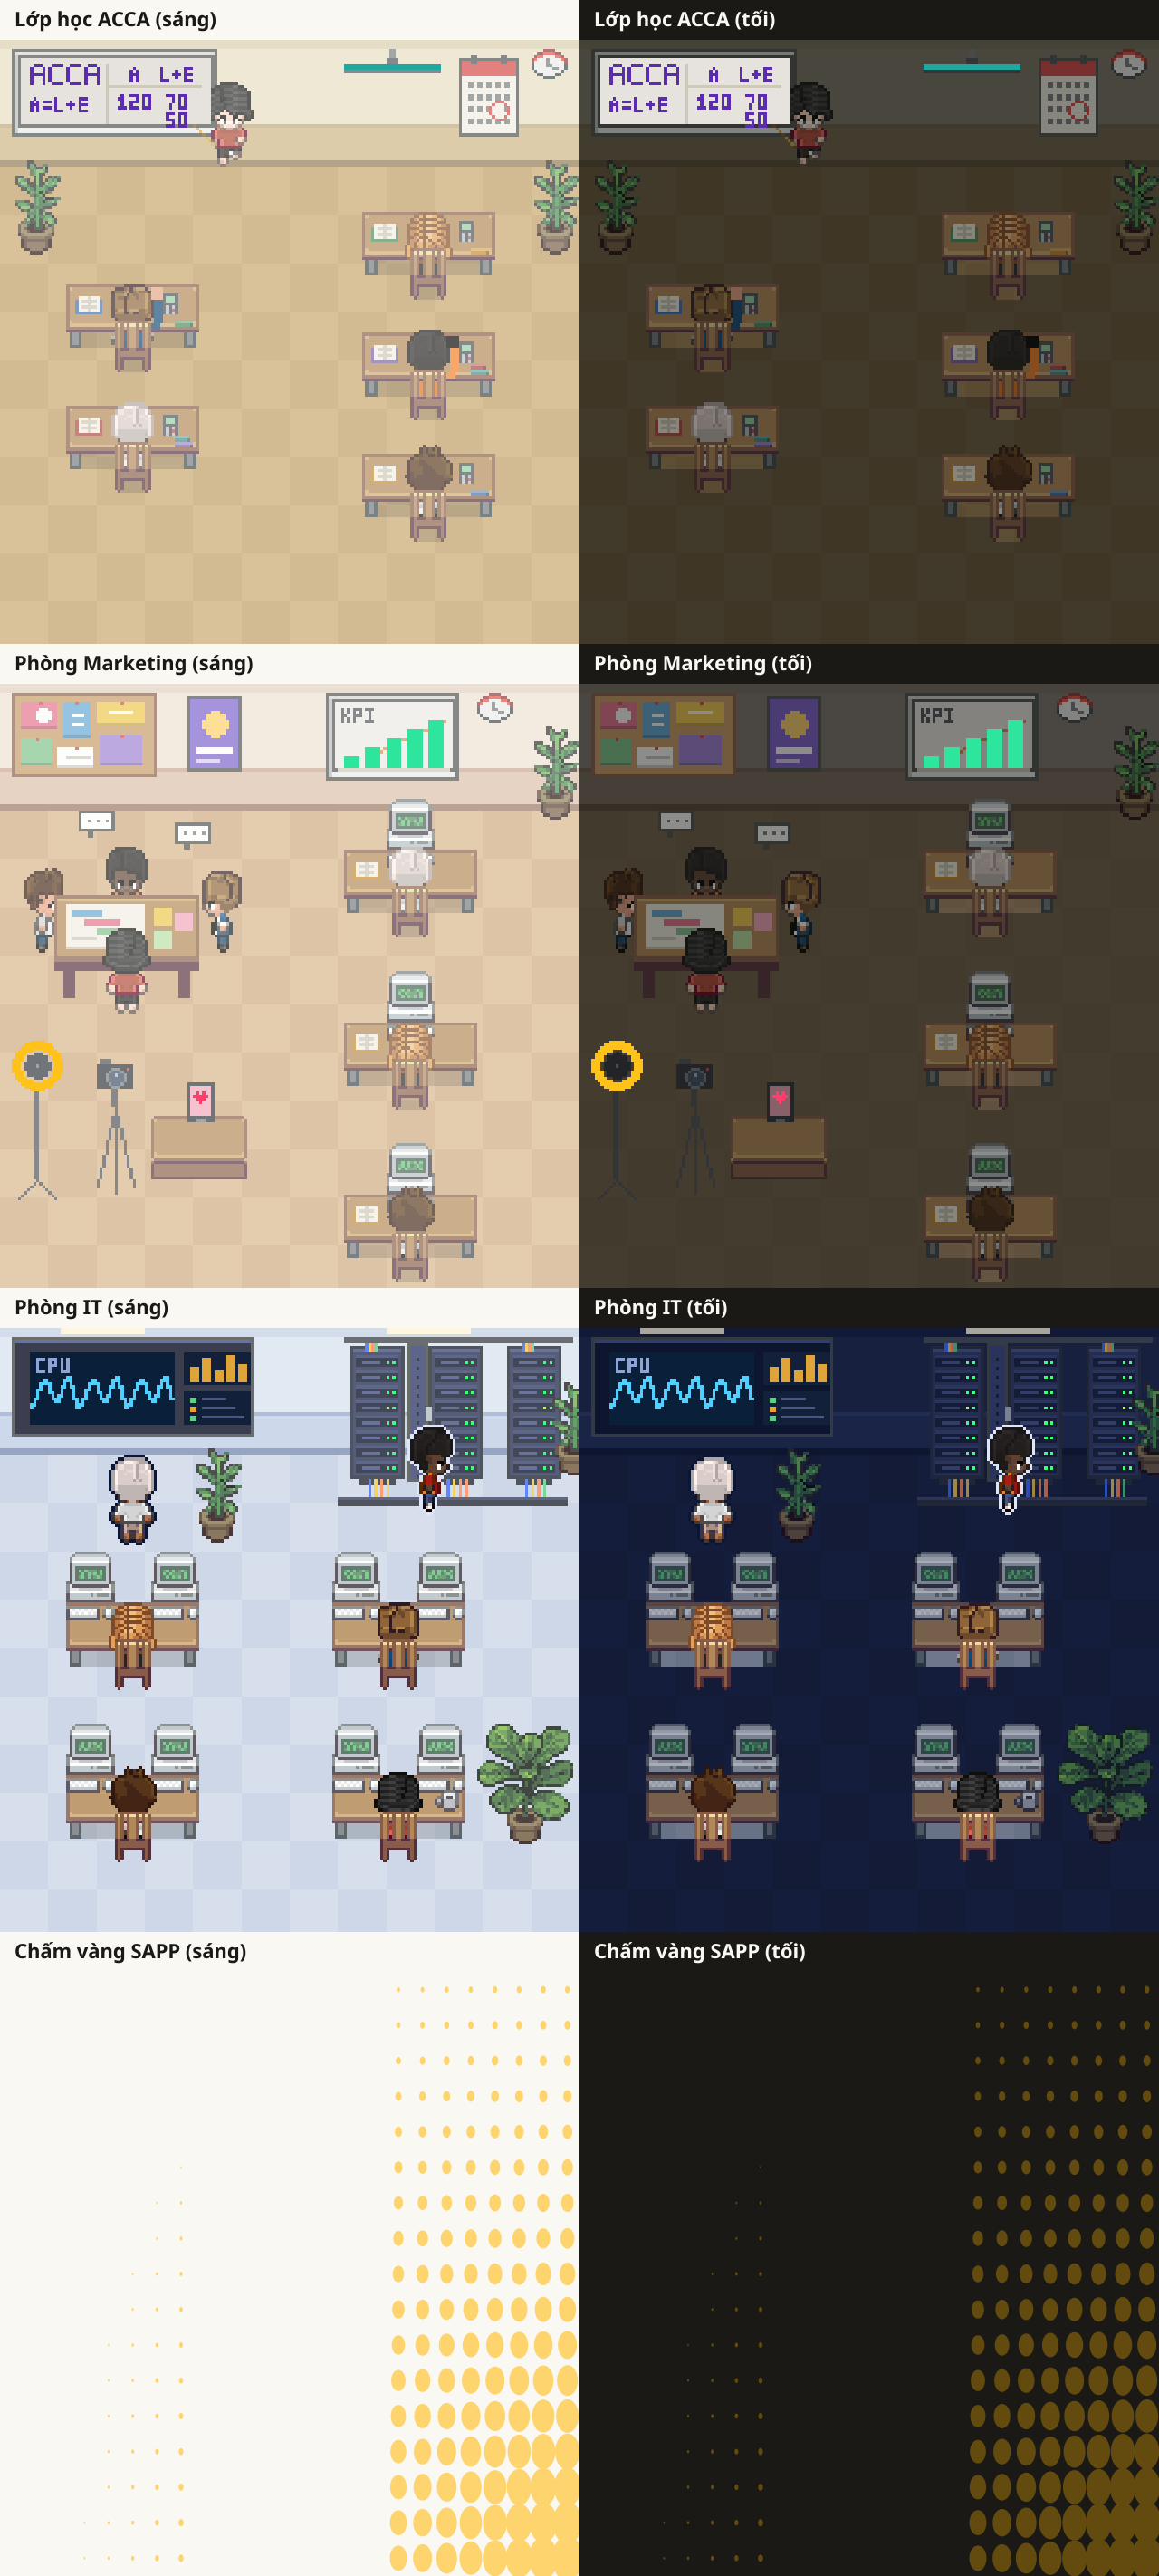 Lớp học ACCA (sáng)
Lớp học ACCA (tối)
ACCA
A L+E
A=L+E
120 70
50
ACCA
A L+E
A=L+E
120 70
50
Phòng Marketing (sáng)
Phòng Marketing (tối)
KPI
KPI
Phòng IT (sáng)
Phòng IT (tối)
CPU
CPU
Chấm vàng SAPP (sáng)
Chấm vàng SAPP (tối)